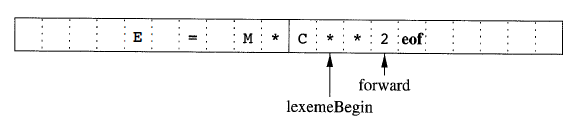 E = M * C * * 2 eof
forward
lexemeBegin